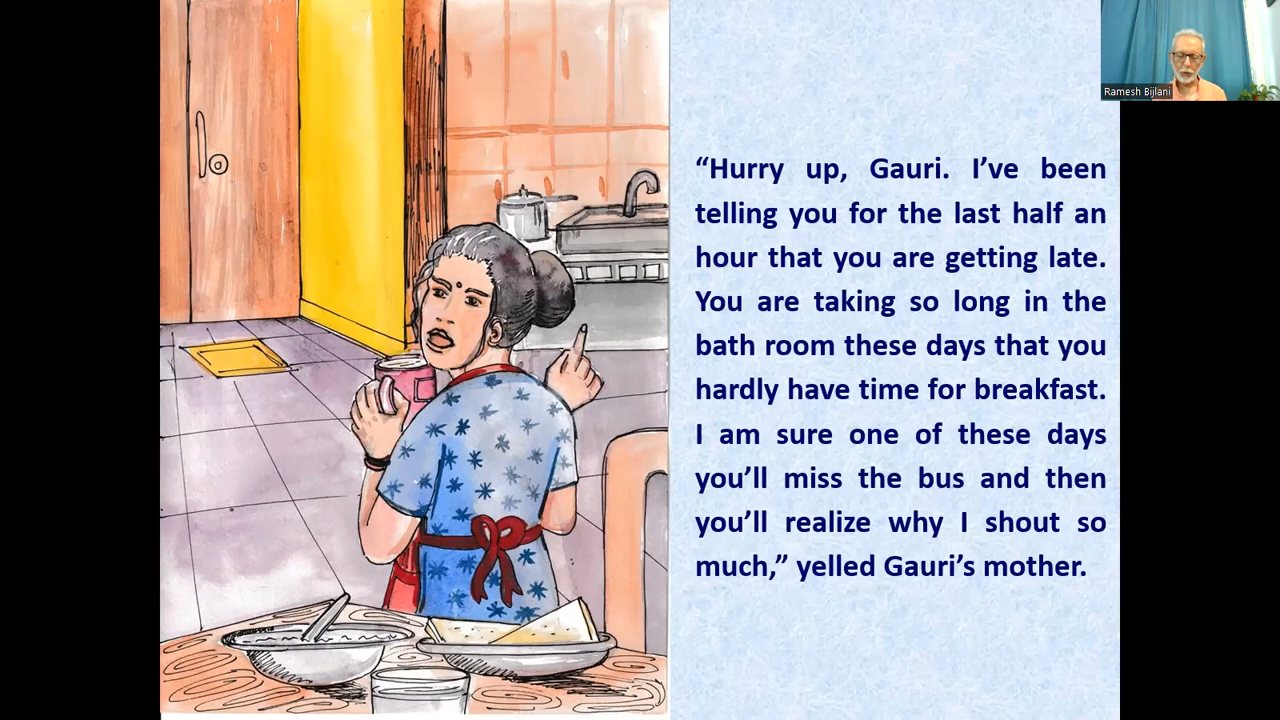 Ramesh Bijlani
“Hurry up, Gauri. I’ve been
telling you for the last half an
hour that you are getting late.
You are taking so long in the
bath room these days that you
hardly have time for breakfast.
I am sure one of these days
you’ll miss the bus and then
you’ll realize why I shout so
much,” yelled Gauri’s mother.